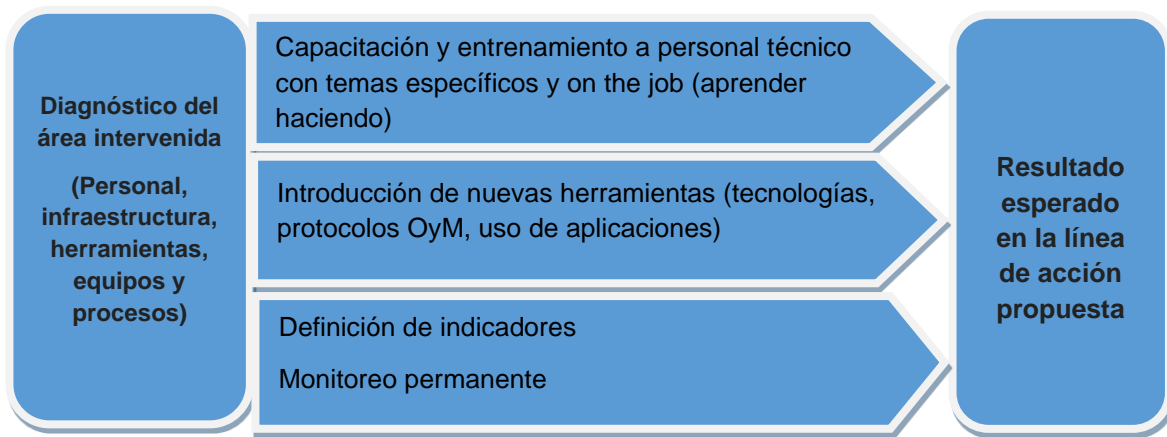 Diagnóstico del
área intervenida
(Personal,
infraestructura,
herramientas,
equipos y
procesos)
Capacitación y entrenamiento a personal técnico
con temas específicos y on the job (aprender
haciendo)
Introducción de nuevas herramientas (tecnologías,
protocolos OyM, uso de aplicaciones)
Definición de indicadores
Monitoreo permanente
Resultado
esperado
en la línea
de acción
propuesta